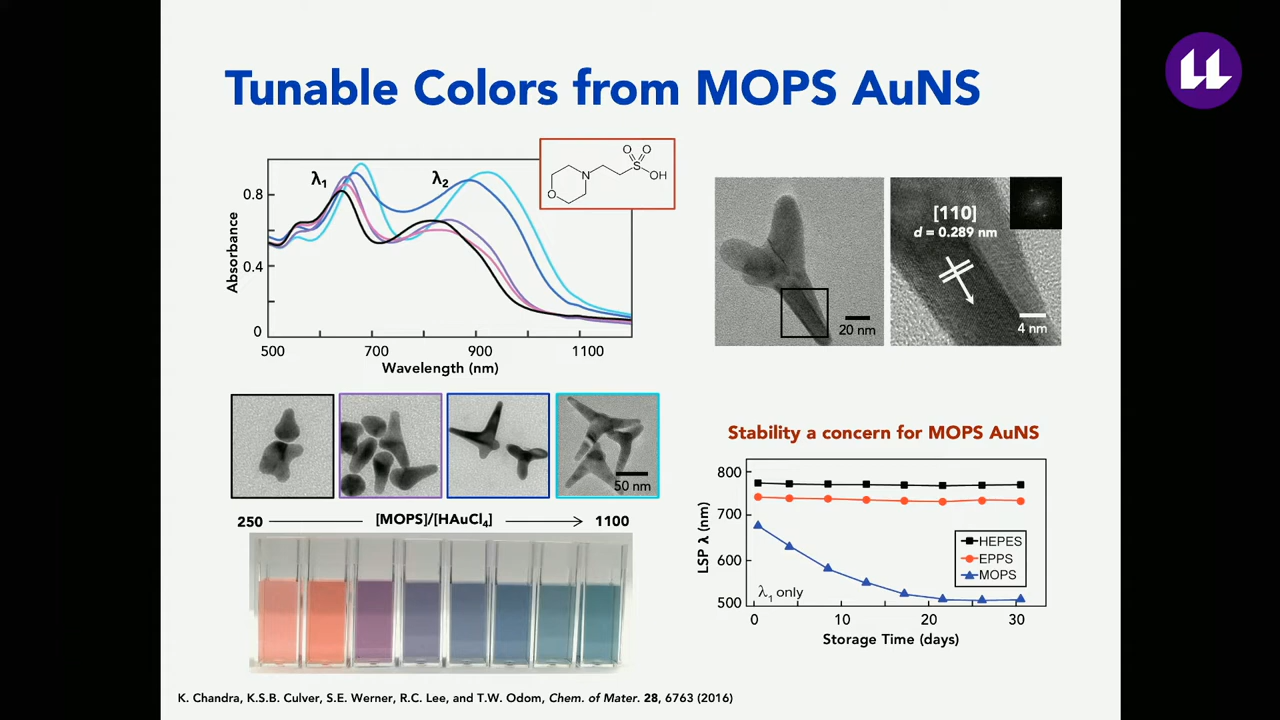 Tunable Colors from MOPS AuNS
λ₁
λ₂
O O
S
N
OH
O
0.8
0.4
0
Absorbance
500 700 900 1100
Wavelength (nm)
[110]
d = 0.289 nm
20 nm
4 nm
50 nm
250 [MOPS]/[HAuCl₄] 1100
Stability a concern for MOPS AuNS
800
700
600
500
LSP λ (nm)
HEPES
EPPS
MOPS
λ₁ only
0 10 20 30
Storage Time (days)
K. Chandra, K.S.B. Culver, S.E. Werner, R.C. Lee, and T.W. Odom, Chem. of Mater. 28, 6763 (2016)